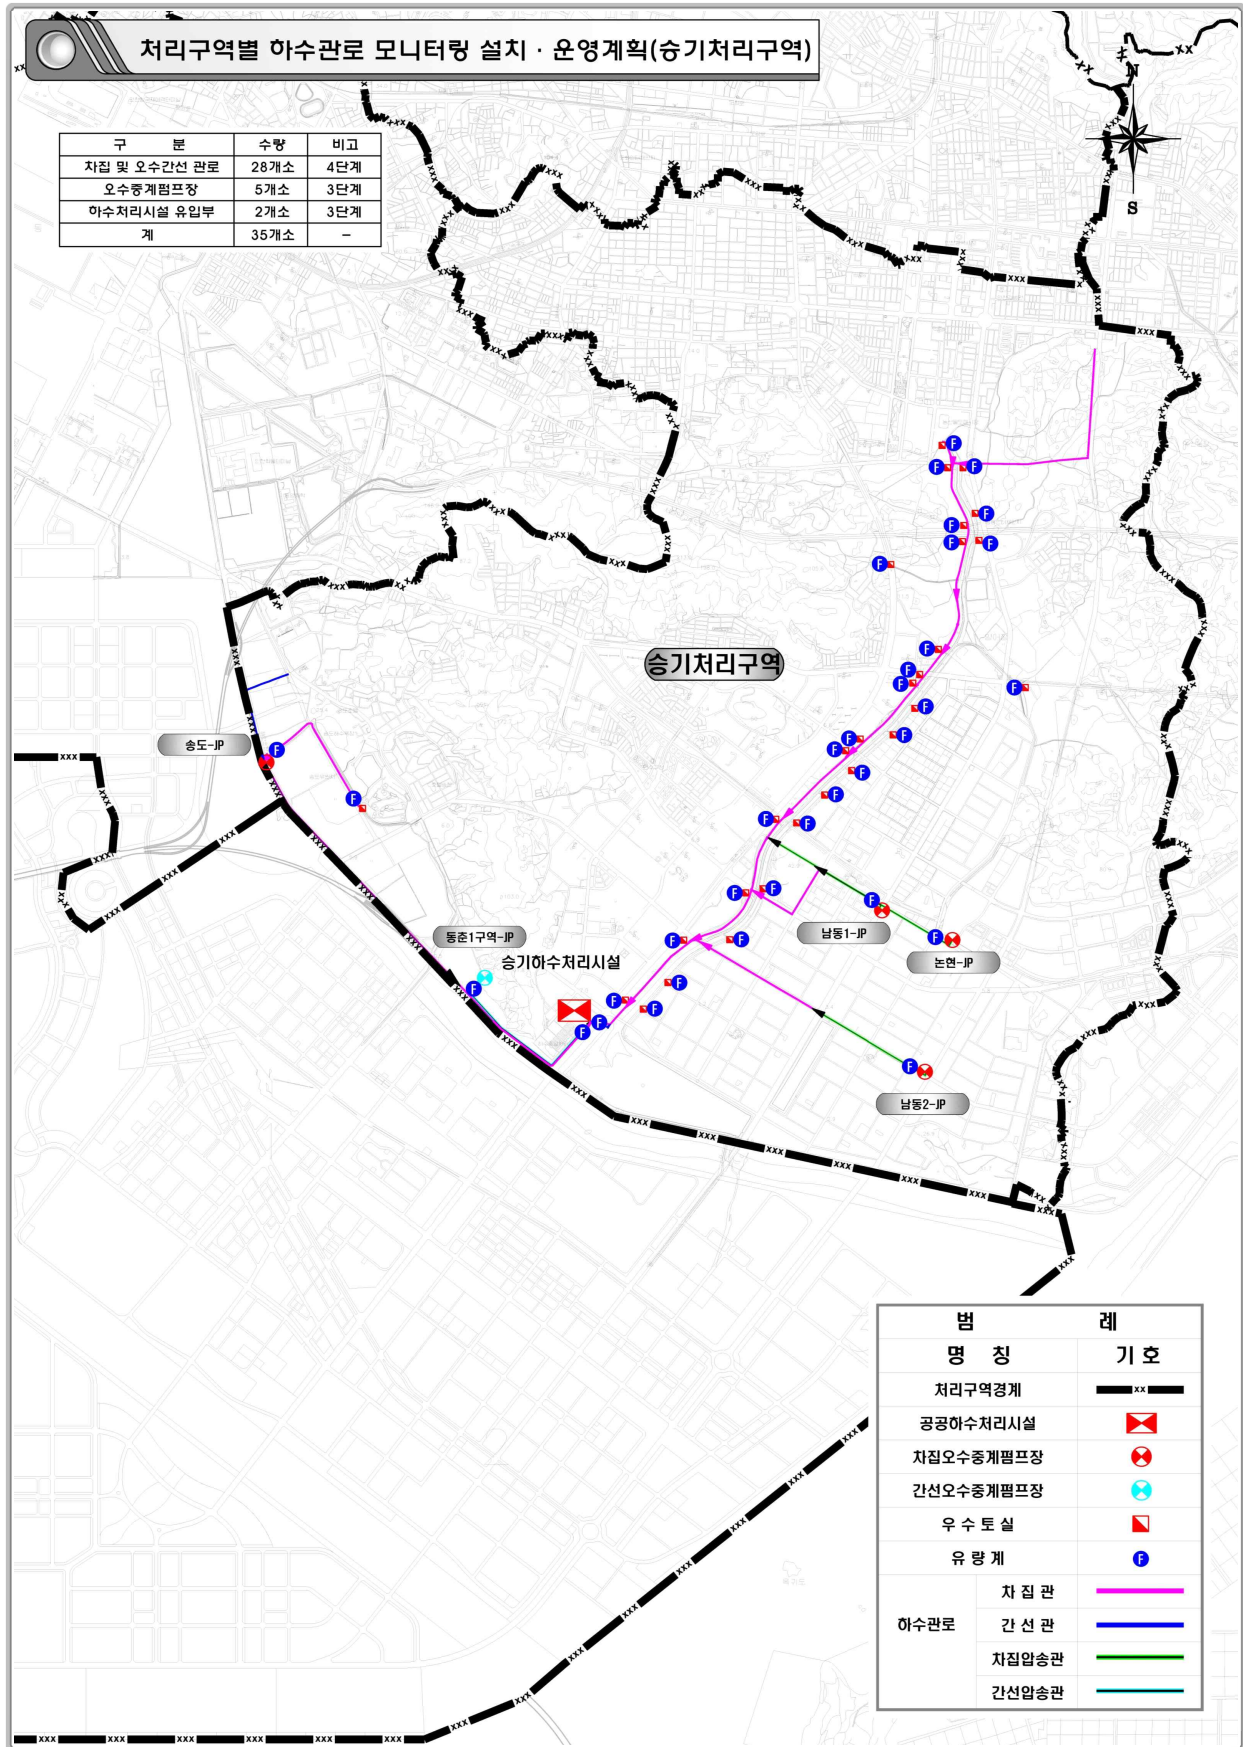 처리구역별 하수관로 모니터링 설치 · 운영계획(승기처리구역)
구 분 수량 비고
차집 및 오수간선 관로 28개소 4단계
오수중계펌프장 5개소 3단계
하수처리시설 유입부 2개소 3단계
계 35개소 -
N
S
승기처리구역
송도-JP
동춘1구역-JP
승기하수처리시설
남동1-JP
논현-JP
남동2-JP
범 례
명 칭 기 호
처리구역경계
공공하수처리시설
차집오수중계펌프장
간선오수중계펌프장
우 수 토 실
유 량 계 F
하수관로
차 집 관
간 선 관
차집압송관
간선압송관